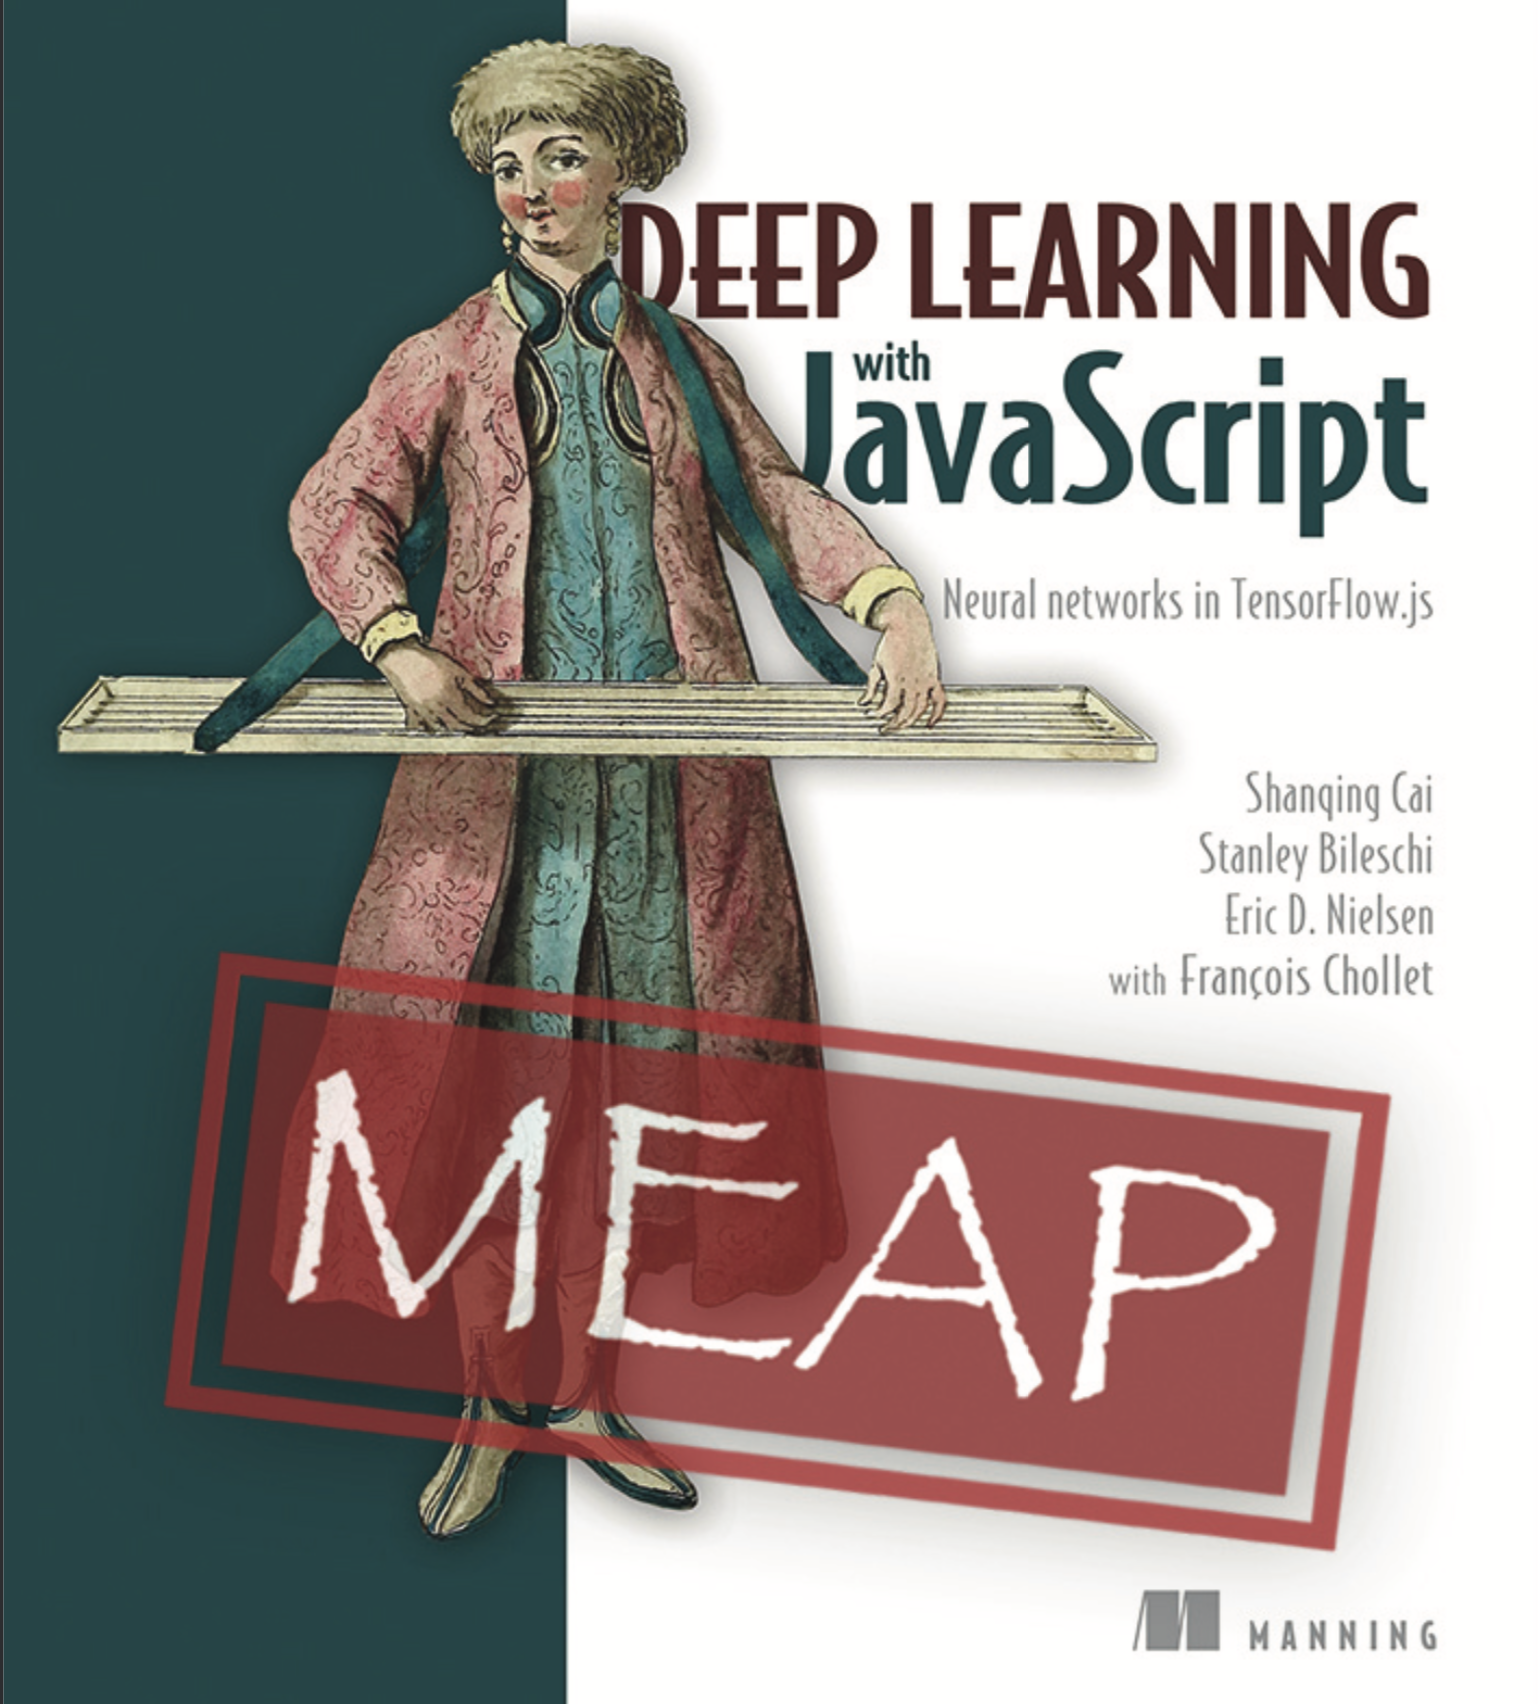 DEEP LEARNING
with
JavaScript
Neural networks in TensorFlow.js
Shanqing Cai
Stanley Bileschi
Eric D. Nielsen
with François Chollet
MEAP
MANNING